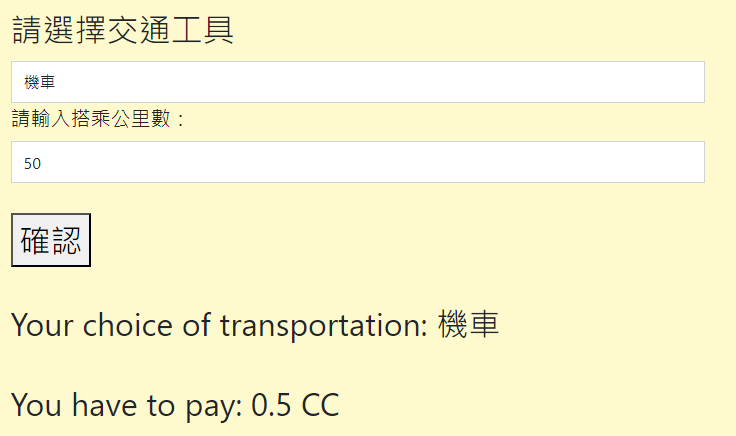 請選擇交通工具
機車
請輸入搭乘公里數：
50
確認
Your choice of transportation: 機車
You have to pay: 0.5 CC